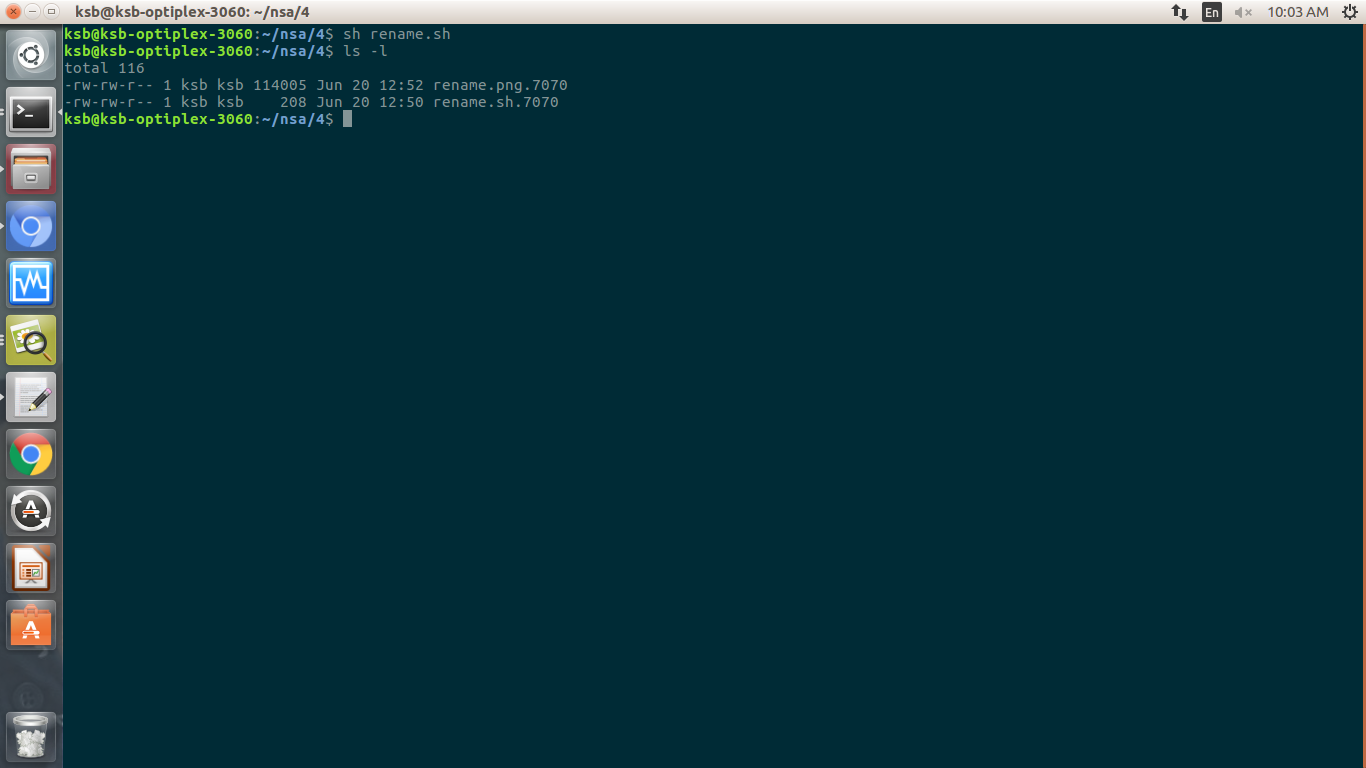 ksb@ksb-optiplex-3060: ~/nsa/4
En
10:03 AM
ksb@ksb-optiplex-3060:~/nsa/4$ sh rename.sh
ksb@ksb-optiplex-3060:~/nsa/4$ ls -l
total 116
-rw-rw-r-- 1 ksb ksb 114005 Jun 20 12:52 rename.png.7070
-rw-rw-r-- 1 ksb ksb    208 Jun 20 12:50 rename.sh.7070
ksb@ksb-optiplex-3060:~/nsa/4$